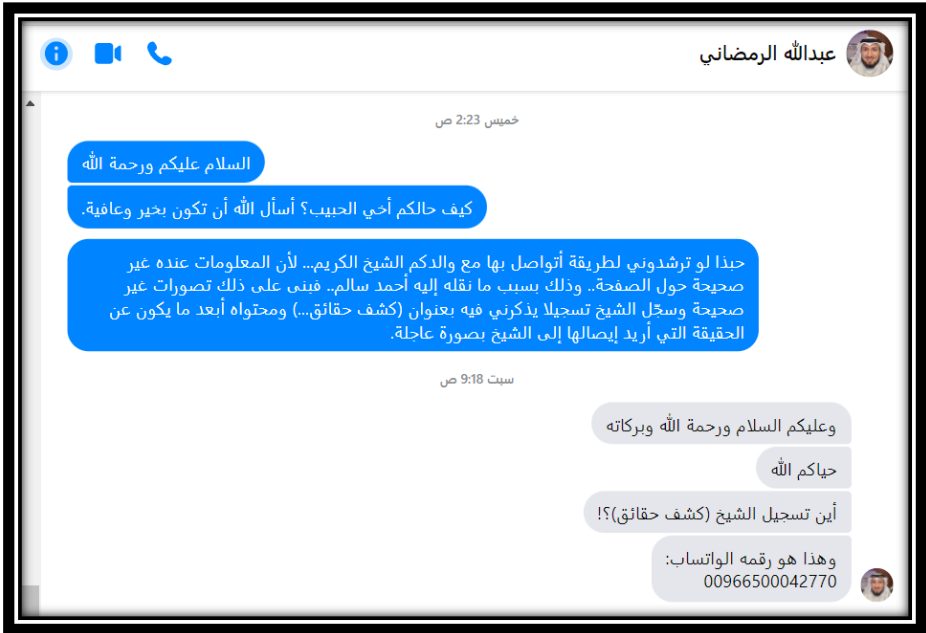 عبدالله الرمضاني
خميس 2:23 ص
السلام عليكم ورحمة الله
كيف حالكم أخي الحبيب؟ أسأل الله أن تكون بخير وعافية.
حبذا لو ترشدوني لطريقة أتواصل بها مع والدكم الشيخ الكريم... لأن المعلومات عنده غير
صحيحة حول الصفحة.. وذلك بسبب ما نقله إليه أحمد سالم.. فبنى على ذلك تصورات غير
صحيحة وسجّل الشيخ تسجيلا يذكرني فيه بعنوان (كشف حقائق...) ومحتواه أبعد ما يكون عن
الحقيقة التي أريد إيصالها إلى الشيخ بصورة عاجلة.
سبت 9:18 ص
وعليكم السلام ورحمة الله وبركاته
حياكم الله
أين تسجيل الشيخ (كشف حقائق)؟!
وهذا هو رقمه الواتساب:
00966500042770